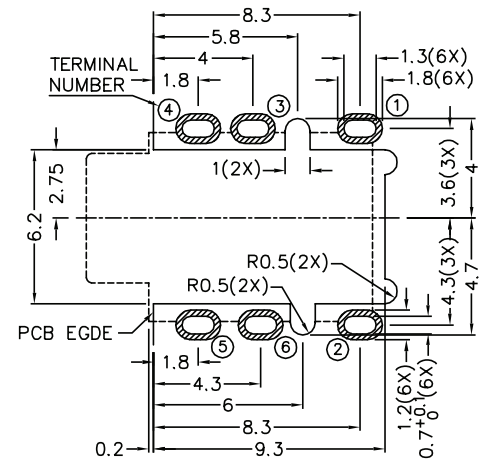 8.3
5.8
4
1.8
TERMINAL
NUMBER
1.3(6X)
1.8(6X)
4
3
1
1(2X)
2.75
6.2
3.6(3X)
4
R0.5(2X)
R0.5(2X)
4.3(3X)
4.7
PCB EGDE
5
6
2
1.8
4.3
6
8.3
0.2
9.3
1.2(6X)
0.7+0.1 0(6X)